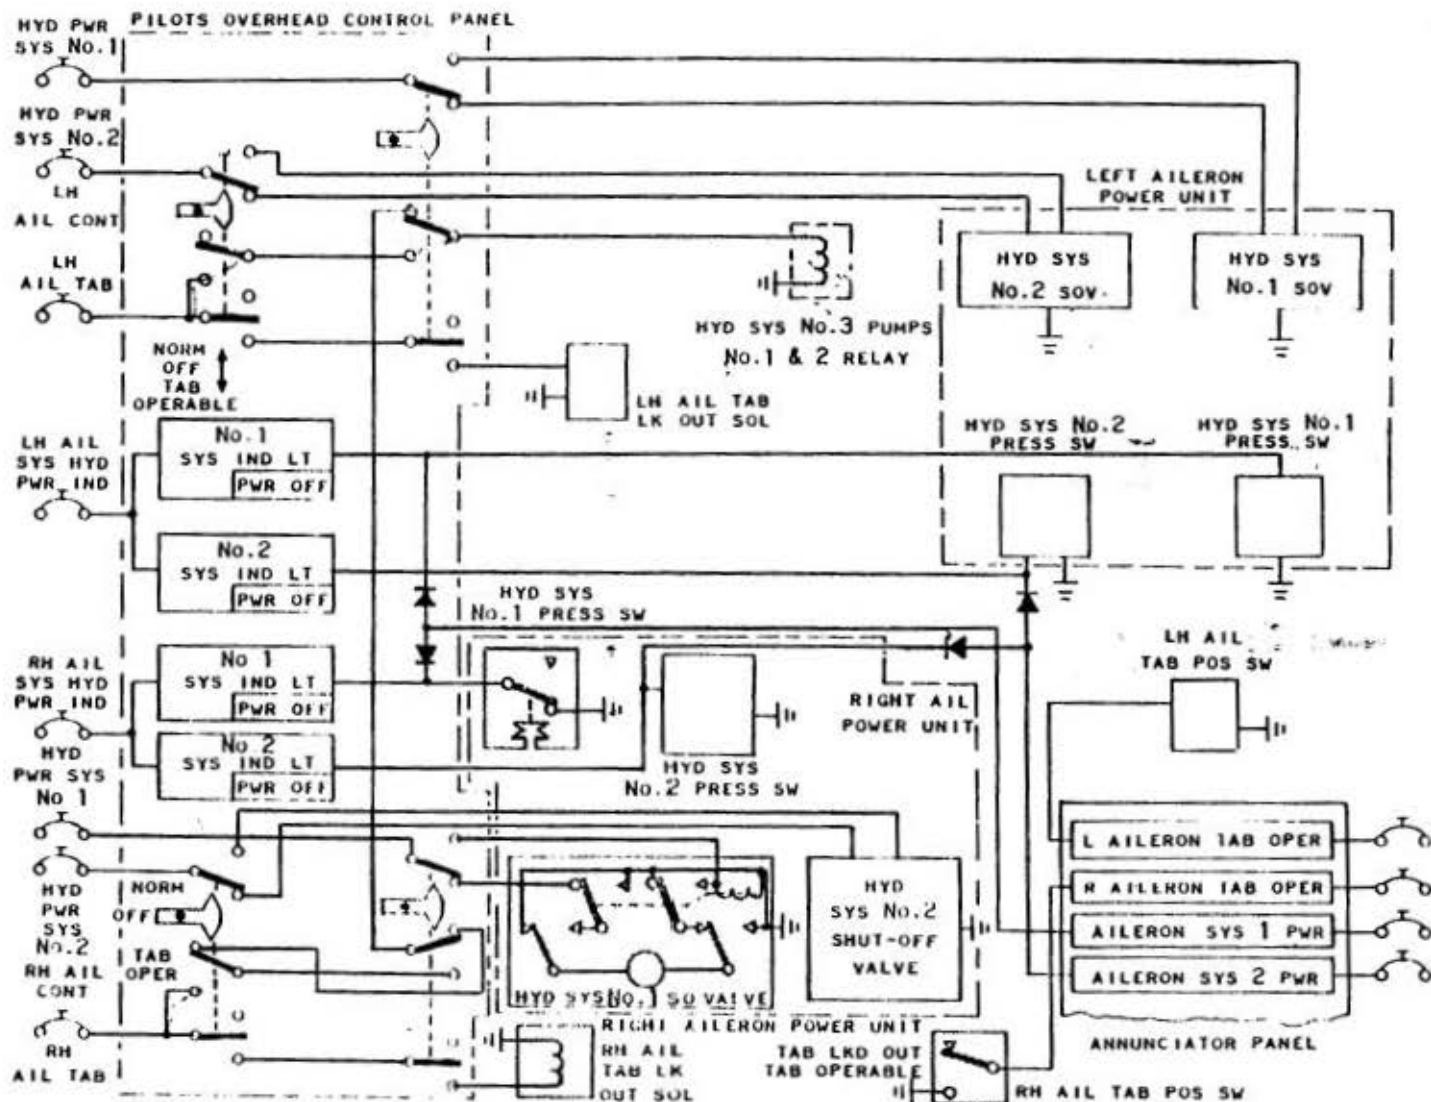 PILOTS OVERHEAD CONTROL PANEL
HYD PWR
SYS No.1
HYD PWR
SYS No.2
LH
AIL CONT
LH
AIL TAB
NORM
OFF
TAB
OPERABLE
LEFT AILERON
POWER UNIT
HYD SYS
No.2 SOV
HYD SYS
No.1 SOV
HYD SYS No.3 PUMPS
No.1 & 2 RELAY
LH AIL TAB
LK OUT SOL
LH AIL
SYS HYD
PWR IND
No.1
SYS IND LT
PWR OFF
No.2
SYS IND LT
PWR OFF
HYD SYS No.2
PRESS SW
HYD SYS No.1
PRESS SW
HYD SYS
No.1 PRESS SW
RH AIL
SYS HYD
PWR IND
No 1
SYS IND LT
PWR OFF
No.2
SYS IND LT
PWR OFF
RIGHT AIL
POWER UNIT
HYD SYS
No.2 PRESS SW
LH AIL
TAB POS SW
HYD
PWR SYS
No 1
HYD
PWR
SYS
No.2
RH AIL
CONT
RH
AIL TAB
NORM
OFF
TAB
OPER
HYD SYS No.1 SO VALVE
HYD
SYS No.2
SHUT-OFF
VALVE
RIGHT AILERON POWER UNIT
RH AIL
TAB LK
OUT SOL
TAB LKD OUT
TAB OPERABLE
RH AIL TAB POS SW
L AILERON TAB OPER
R AILERON TAB OPER
AILERON SYS 1 PWR
AILERON SYS 2 PWR
ANNUNCIATOR PANEL